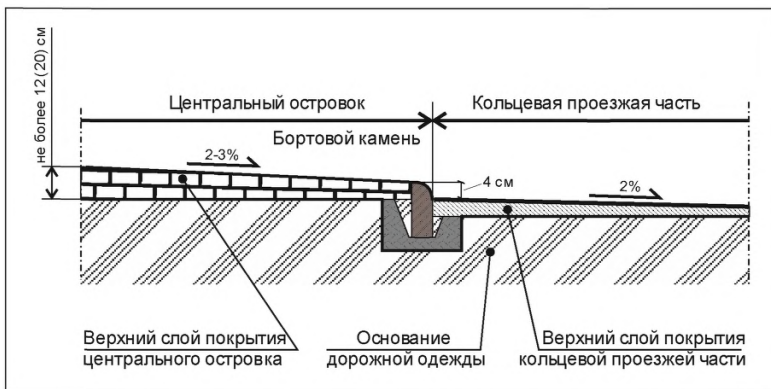 не более 12 (20) см
Центральный островок
Кольцевая проезжая часть
Бортовой камень
2-3%
4 см
2%
Верхний слой покрытия
центрального островка
Основание
дорожной одежды
Верхний слой покрытия
кольцевой проезжей части